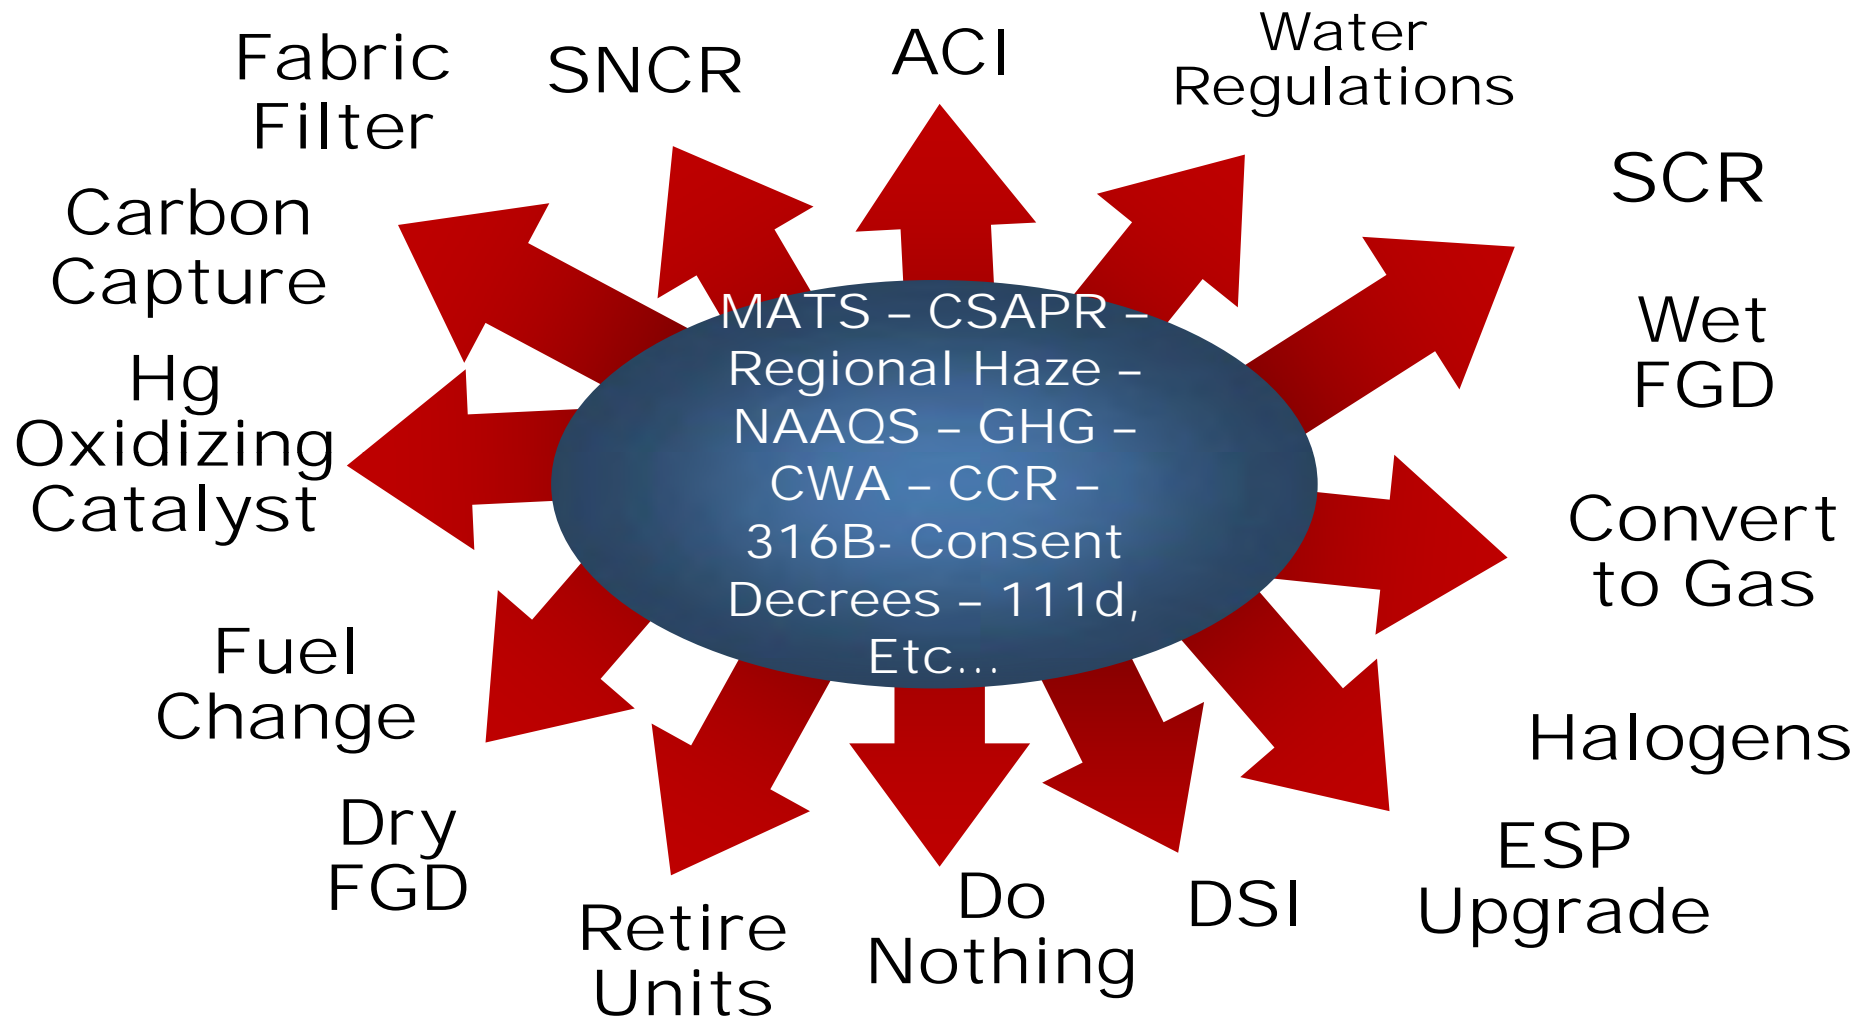 Fabric
Filter
SNCR
ACI
Water
Regulations
SCR
Carbon
Capture
Wet
FGD
Hg
Oxidizing
Catalyst
MATS – CSAPR –
Regional Haze –
NAAQS – GHG –
CWA – CCR –
316B- Consent
Decrees – 111d,
Etc…
Convert
to Gas
Fuel
Change
Halogens
Dry
FGD
Retire
Units
Do
Nothing
DSI
ESP
Upgrade